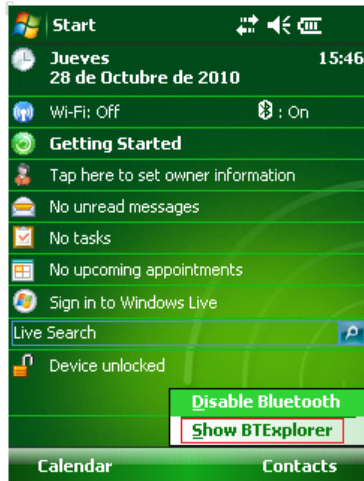 Start
Jueves 15:46
28 de Octubre de 2010
Wi-Fi: Off : On
Getting Started
Tap here to set owner information
No unread messages
No tasks
No upcoming appointments
Sign in to Windows Live
Live Search
Device unlocked
Disable Bluetooth
Show BTExplorer
Calendar Contacts